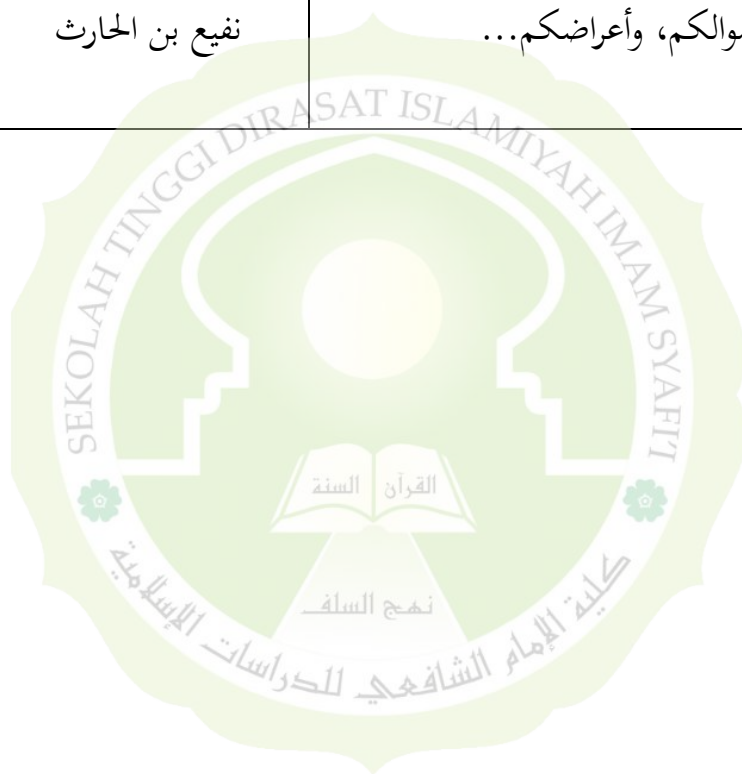 والكم، وأعراضكم... نفيع بن الحارث
SEKOLAH TINGGI DIRASAT ISLAMIYAH IMAM SYAFI'I
القرآن السنة
نهج السلف
كلية الإمام الشافعي للدراسات الإسلامية